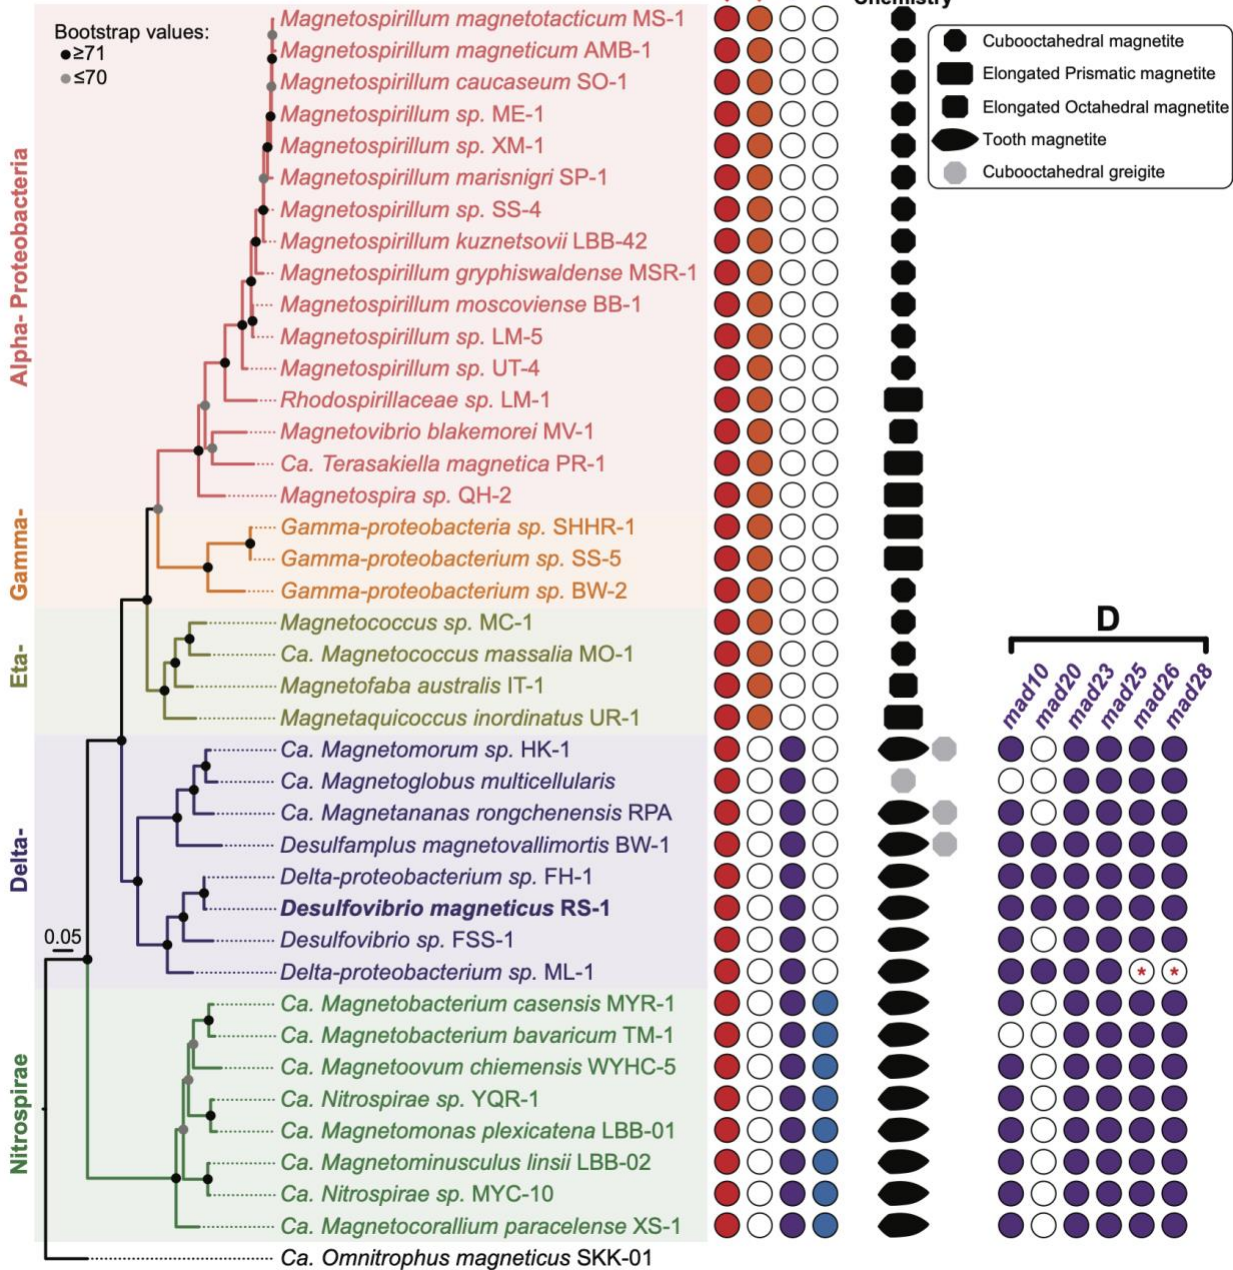 Chemistry
Bootstrap values:
≥71
≤70
Cubooctahedral magnetite
Elongated Prismatic magnetite
Elongated Octahedral magnetite
Tooth magnetite
Cubooctahedral greigite
Alpha- Proteobacteria
Magnetospirillum magnetotacticum MS-1
Magnetospirillum magneticum AMB-1
Magnetospirillum caucaseum SO-1
Magnetospirillum sp. ME-1
Magnetospirillum sp. XM-1
Magnetospirillum marisnigri SP-1
Magnetospirillum sp. SS-4
Magnetospirillum kuznetsovii LBB-42
Magnetospirillum gryphiswaldense MSR-1
Magnetospirillum moscoviense BB-1
Magnetospirillum sp. LM-5
Magnetospirillum sp. UT-4
Rhodospirillaceae sp. LM-1
Magnetovibrio blakemorei MV-1
Ca. Terasakiella magnetica PR-1
Magnetospira sp. QH-2
Gamma-
Gamma-proteobacteria sp. SHHR-1
Gamma-proteobacterium sp. SS-5
Gamma-proteobacterium sp. BW-2
Eta-
Magnetococcus sp. MC-1
Ca. Magnetococcus massalia MO-1
Magnetofaba australis IT-1
Magnetaquicoccus inordinatus UR-1
D
mad10
mad20
mad23
mad25
mad26
mad28
Delta-
Ca. Magnetomorum sp. HK-1
Ca. Magnetoglobus multicellularis
Ca. Magnetananas rongchenensis RPA
Desulfamplus magnetovallimortis BW-1
Delta-proteobacterium sp. FH-1
Desulfovibrio magneticus RS-1
Desulfovibrio sp. FSS-1
Delta-proteobacterium sp. ML-1
* *
0.05
Nitrospirae
Ca. Magnetobacterium casensis MYR-1
Ca. Magnetobacterium bavaricum TM-1
Ca. Magnetoovum chiemensis WYHC-5
Ca. Nitrospirae sp. YQR-1
Ca. Magnetomonas plexicatena LBB-01
Ca. Magnetominusculus linsii LBB-02
Ca. Nitrospirae sp. MYC-10
Ca. Magnetocorallium paracelense XS-1
Ca. Omnitrophus magneticus SKK-01